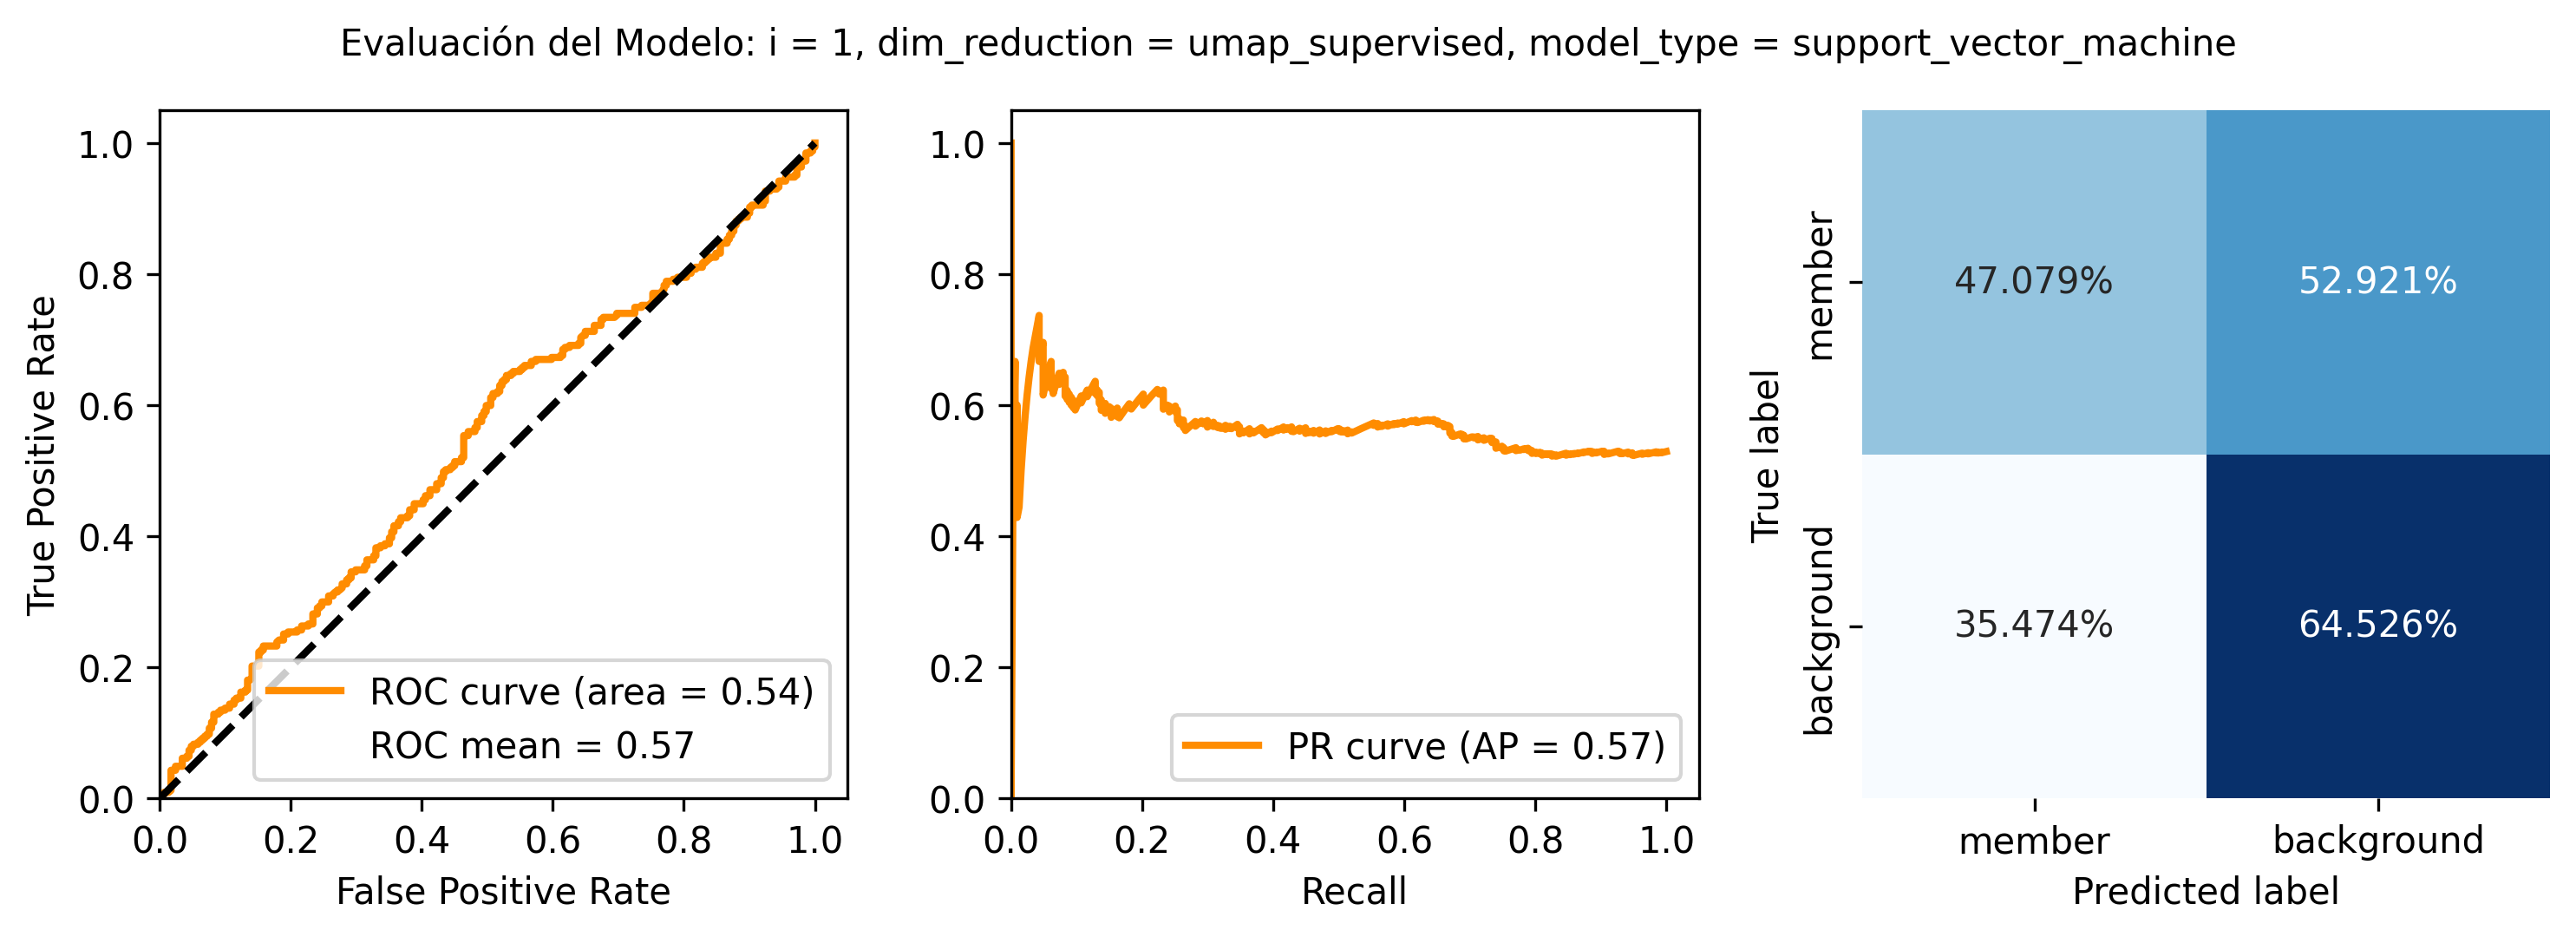 Evaluación del Modelo: i = 1, dim_reduction = umap_supervised, model_type = support_vector_machine
True Positive Rate
1.0
0.8
0.6
0.4
0.2
0.0
0.0 0.2 0.4 0.6 0.8 1.0
False Positive Rate
ROC curve (area = 0.54)
ROC mean = 0.57
1.0
0.8
0.6
0.4
0.2
0.0
0.0 0.2 0.4 0.6 0.8 1.0
Recall
PR curve (AP = 0.57)
True label
member
background
47.079% 52.921%
35.474% 64.526%
member background
Predicted label